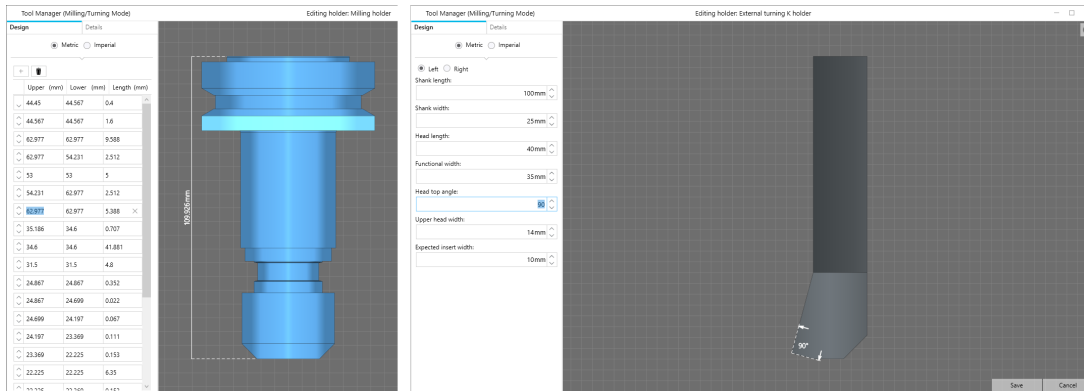 Tool Manager (Milling/Turning Mode)
Editing holder: Milling holder
Design
Details
Metric
Imperial
+
Upper (mm) Lower (mm) Length (mm)
44.45 44.567 0.4
44.567 44.567 1.6
62.977 62.977 9.588
62.977 54.231 2.512
53 53 5
54.231 62.977 2.512
62.977 62.977 5.388
35.186 34.6 0.707
34.6 34.6 41.881
31.5 31.5 4.8
24.867 24.867 0.352
24.867 24.699 0.022
24.699 24.197 0.067
24.197 23.369 0.111
23.369 22.225 0.153
22.225 22.225 6.35
109.926mm
Tool Manager (Milling/Turning Mode)
Editing holder: External turning K holder
Design
Details
Metric
Imperial
Left
Right
Shank length:
100mm
Shank width:
25mm
Head length:
40mm
Functional width:
35mm
Head top angle:
90
Upper head width:
14mm
Expected insert width:
10mm
90°
Save
Cancel